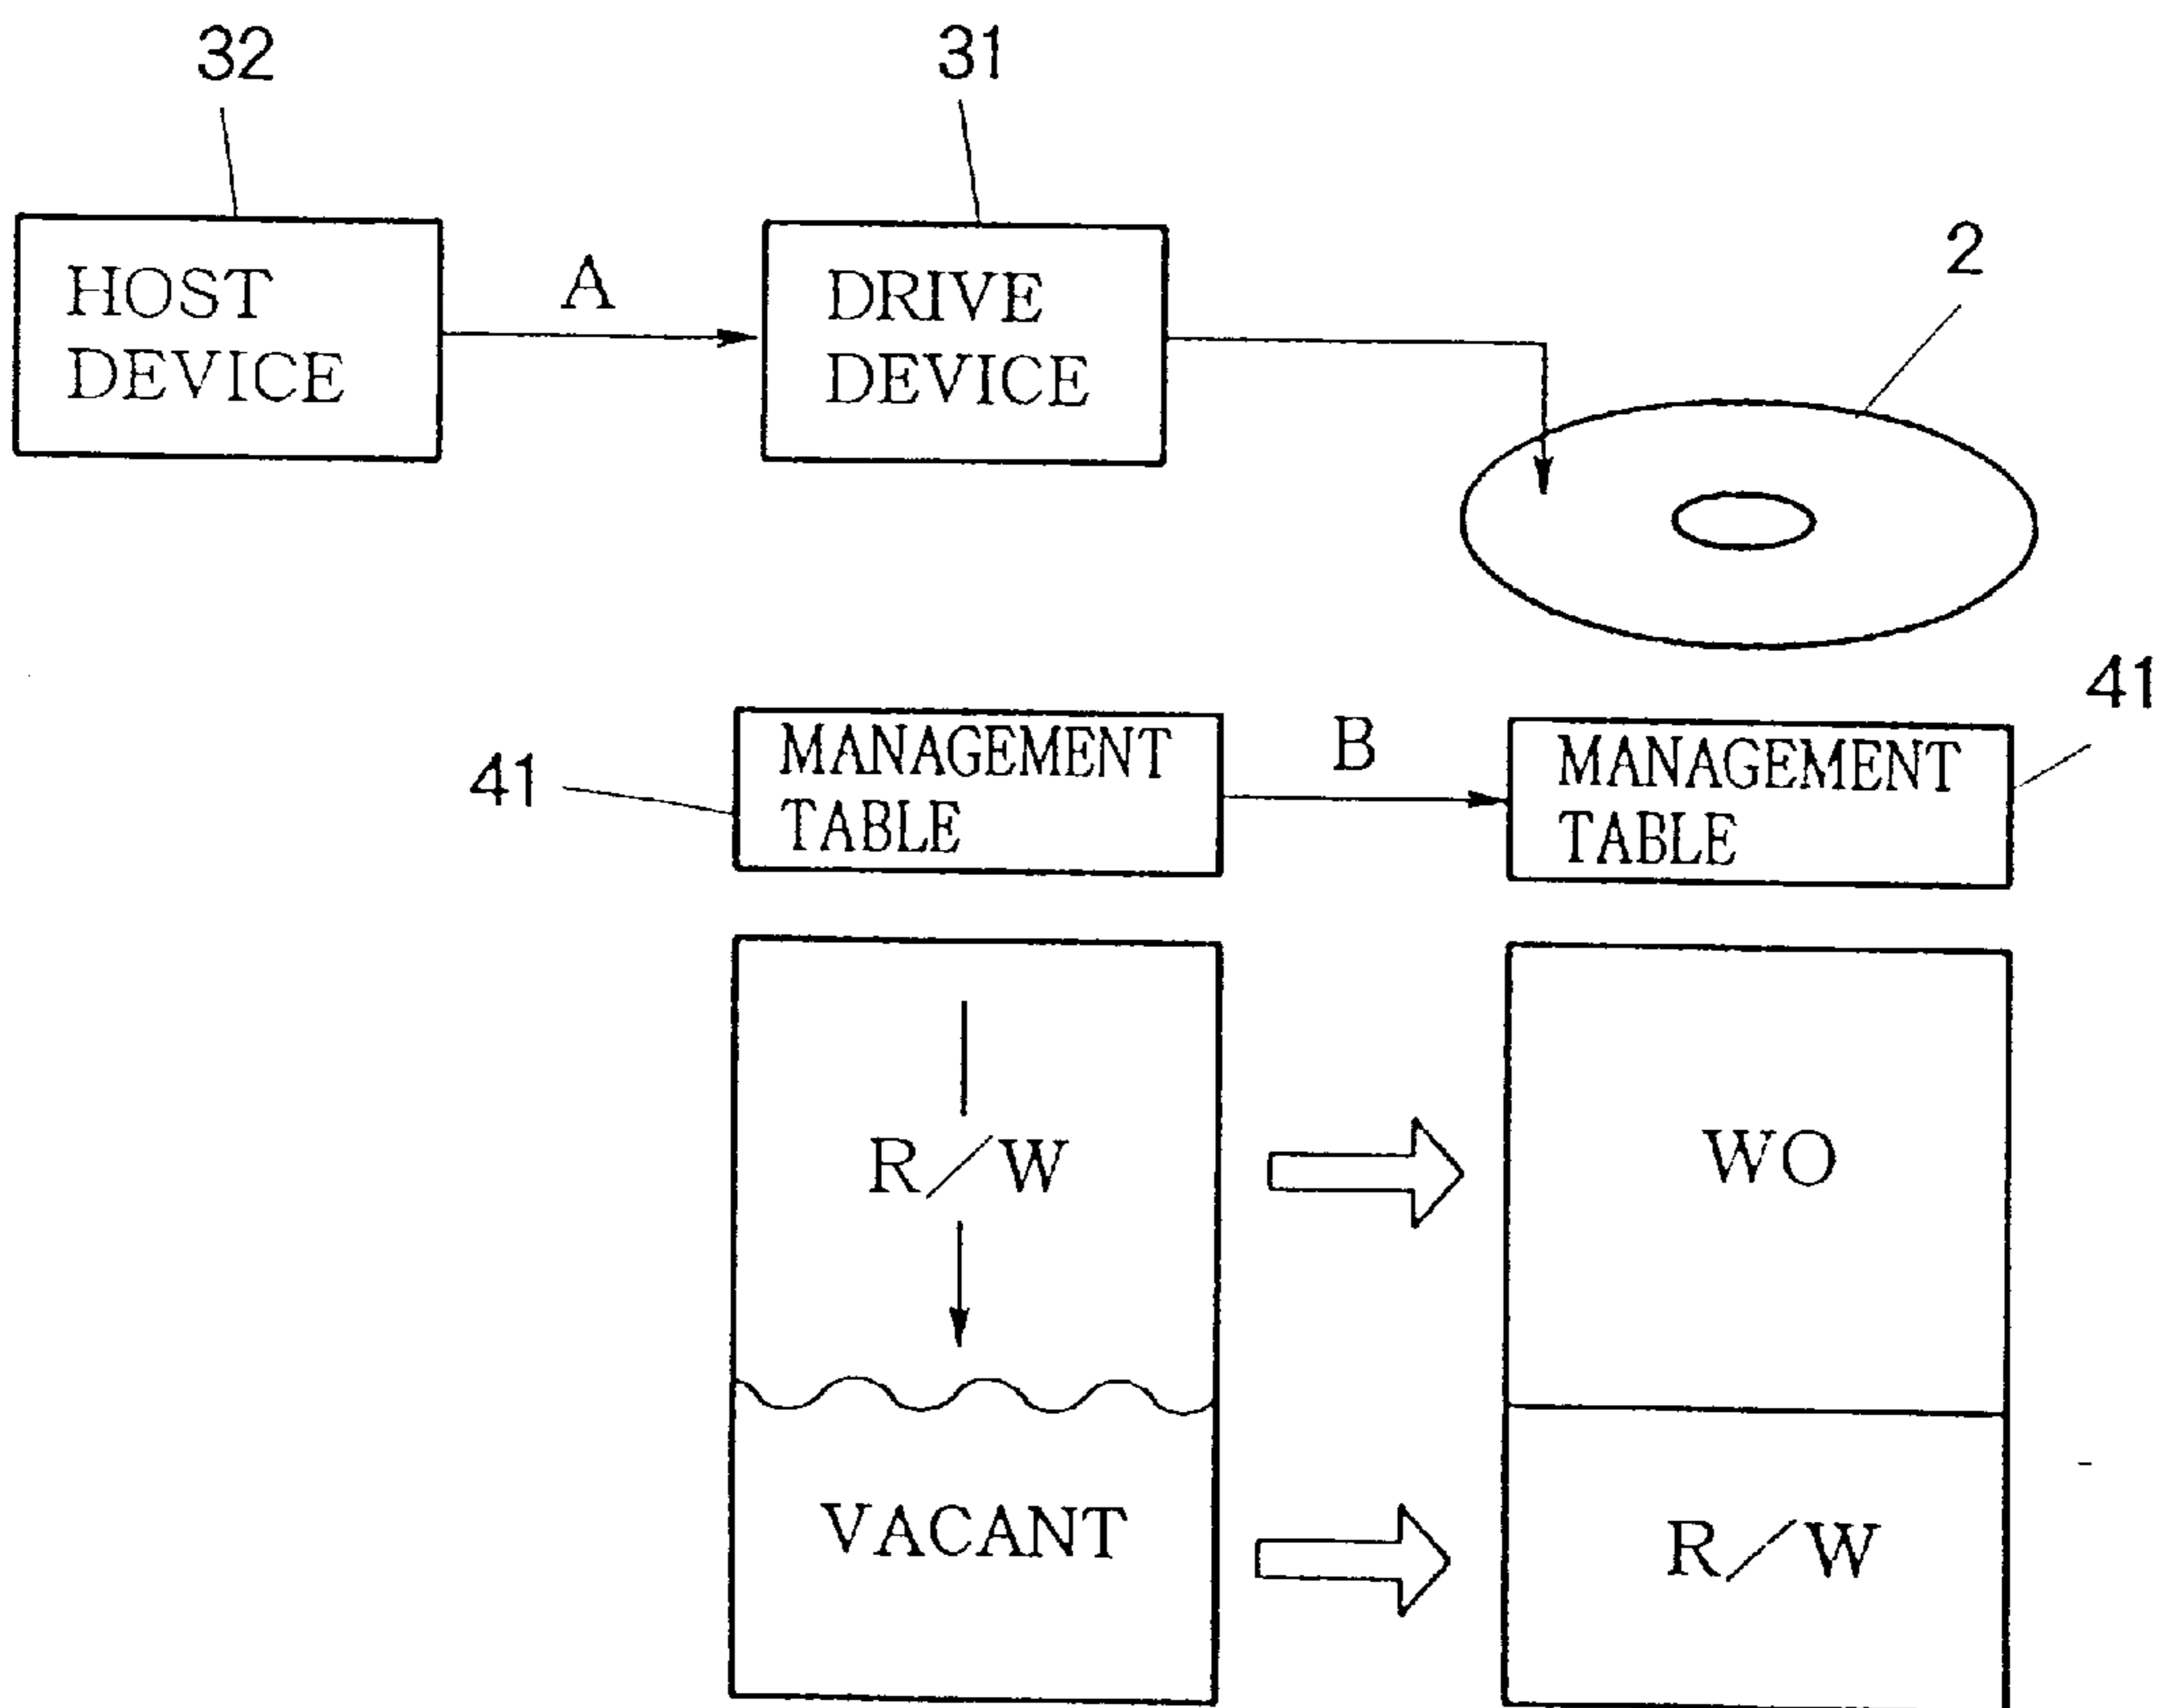 32
31
HOST
DEVICE
A
DRIVE
DEVICE
2
41
MANAGEMENT
TABLE
B
MANAGEMENT
TABLE
41
R/W
WO
VACANT
R/W